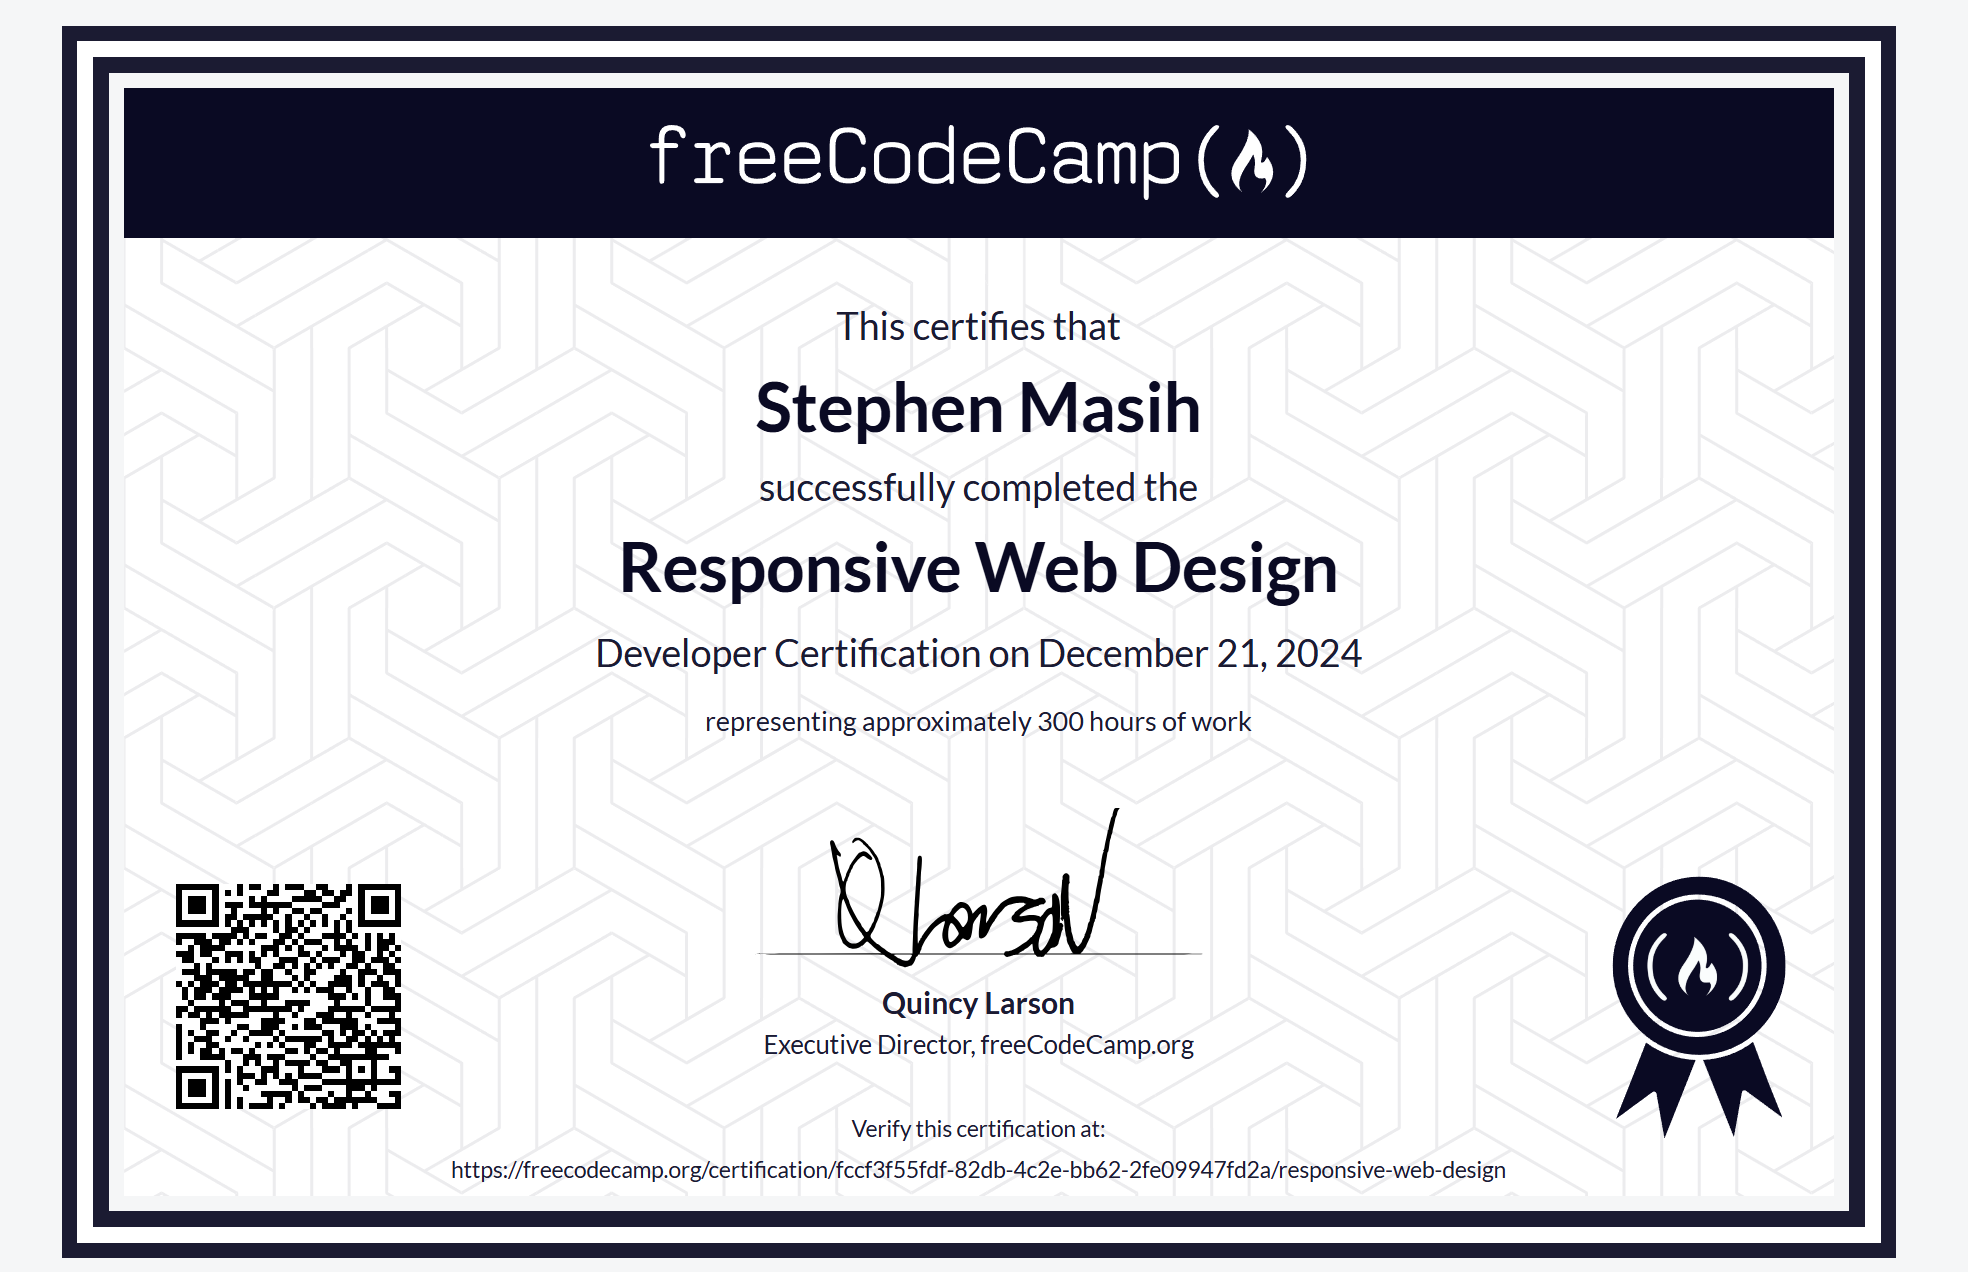 freeCodeCamp(🔥)
This certifies that
Stephen Masih
successfully completed the
Responsive Web Design
Developer Certification on December 21, 2024
representing approximately 300 hours of work
Quincy Larson
Executive Director, freeCodeCamp.org
Verify this certification at:
https://freecodecamp.org/certification/fccf3f55fdf-82db-4c2e-bb62-2fe09947fd2a/responsive-web-design